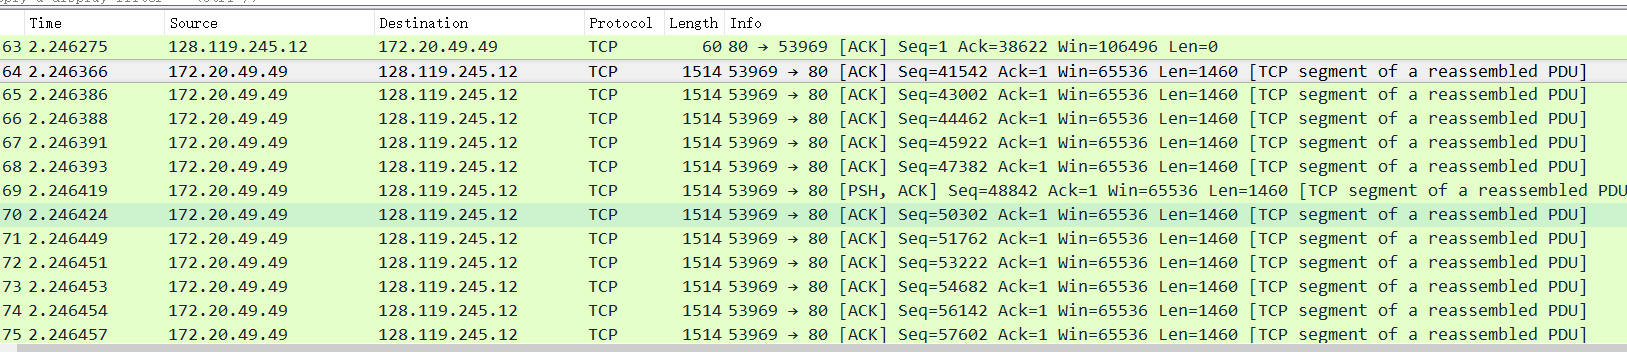 Time Source Destination Protocol Length Info
63 2.246275 128.119.245.12 172.20.49.49 TCP 60 80 → 53969 [ACK] Seq=1 Ack=38622 Win=106496 Len=0
64 2.246366 172.20.49.49 128.119.245.12 TCP 1514 53969 → 80 [ACK] Seq=41542 Ack=1 Win=65536 Len=1460 [TCP segment of a reassembled PDU]
65 2.246386 172.20.49.49 128.119.245.12 TCP 1514 53969 → 80 [ACK] Seq=43002 Ack=1 Win=65536 Len=1460 [TCP segment of a reassembled PDU]
66 2.246388 172.20.49.49 128.119.245.12 TCP 1514 53969 → 80 [ACK] Seq=44462 Ack=1 Win=65536 Len=1460 [TCP segment of a reassembled PDU]
67 2.246391 172.20.49.49 128.119.245.12 TCP 1514 53969 → 80 [ACK] Seq=45922 Ack=1 Win=65536 Len=1460 [TCP segment of a reassembled PDU]
68 2.246393 172.20.49.49 128.119.245.12 TCP 1514 53969 → 80 [ACK] Seq=47382 Ack=1 Win=65536 Len=1460 [TCP segment of a reassembled PDU]
69 2.246419 172.20.49.49 128.119.245.12 TCP 1514 53969 → 80 [PSH, ACK] Seq=48842 Ack=1 Win=65536 Len=1460 [TCP segment of a reassembled PDU
70 2.246424 172.20.49.49 128.119.245.12 TCP 1514 53969 → 80 [ACK] Seq=50302 Ack=1 Win=65536 Len=1460 [TCP segment of a reassembled PDU]
71 2.246449 172.20.49.49 128.119.245.12 TCP 1514 53969 → 80 [ACK] Seq=51762 Ack=1 Win=65536 Len=1460 [TCP segment of a reassembled PDU]
72 2.246451 172.20.49.49 128.119.245.12 TCP 1514 53969 → 80 [ACK] Seq=53222 Ack=1 Win=65536 Len=1460 [TCP segment of a reassembled PDU]
73 2.246453 172.20.49.49 128.119.245.12 TCP 1514 53969 → 80 [ACK] Seq=54682 Ack=1 Win=65536 Len=1460 [TCP segment of a reassembled PDU]
74 2.246454 172.20.49.49 128.119.245.12 TCP 1514 53969 → 80 [ACK] Seq=56142 Ack=1 Win=65536 Len=1460 [TCP segment of a reassembled PDU]
75 2.246457 172.20.49.49 128.119.245.12 TCP 1514 53969 → 80 [ACK] Seq=57602 Ack=1 Win=65536 Len=1460 [TCP segment of a reassembled PDU]